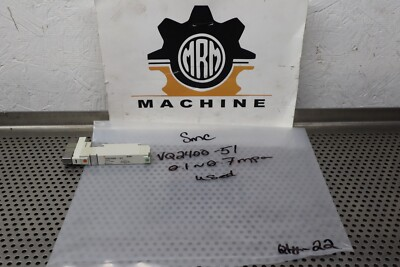 MRM
MACHINE
Smc
VQ2400-51
0.1~0.7mpa
used
Qty-22